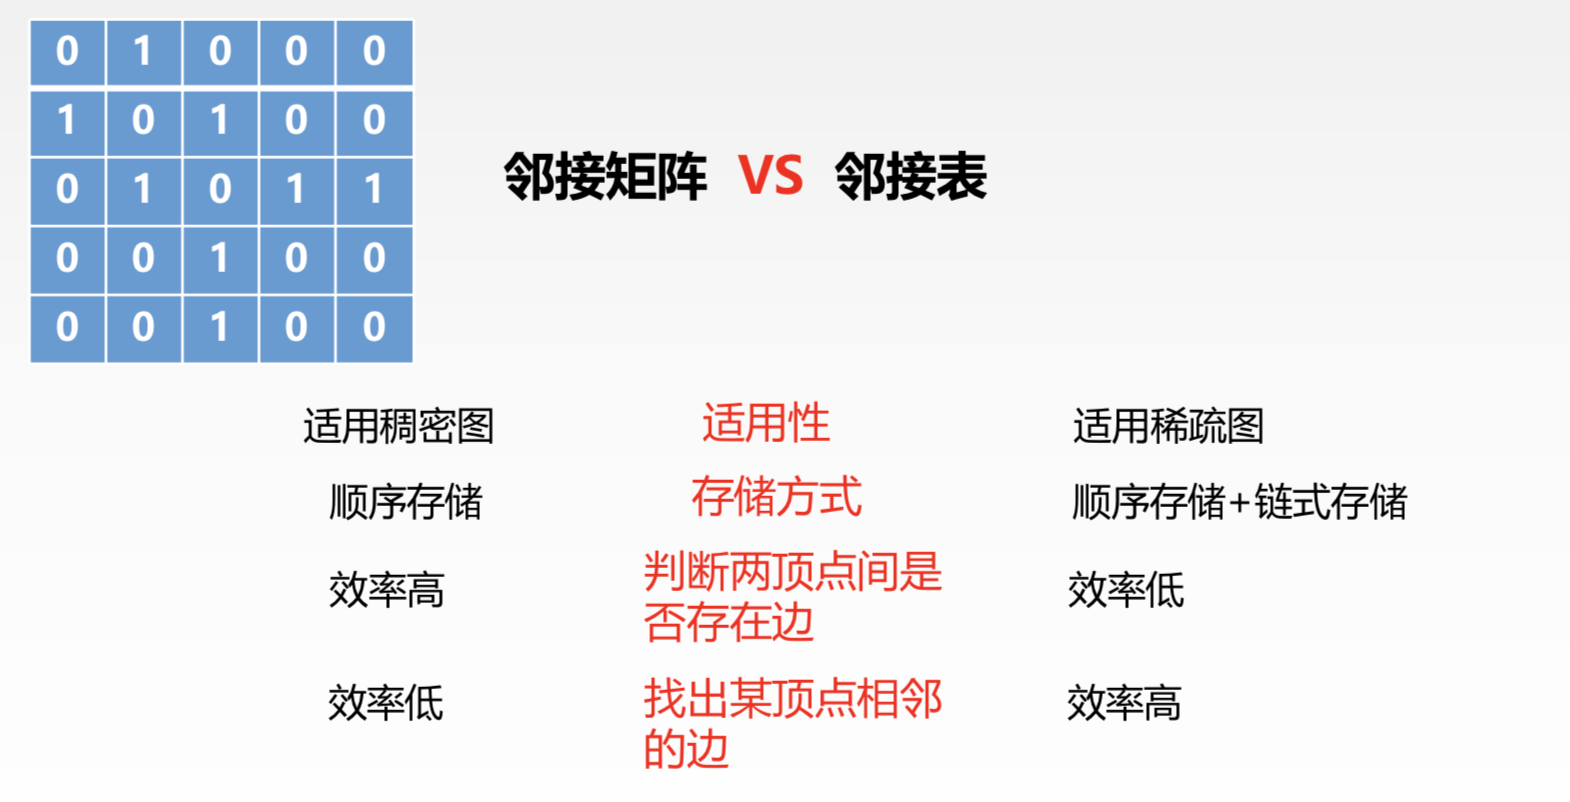 0 1 0 0 0
1 0 1 0 0
0 1 0 1 1
0 0 1 0 0
0 0 1 0 0
邻接矩阵 VS 邻接表
适用稠密图 适用性 适用稀疏图
顺序存储 存储方式 顺序存储+链式存储
效率高 判断两顶点间是 效率低
否存在边
效率低 找出某顶点相邻 效率高
的边